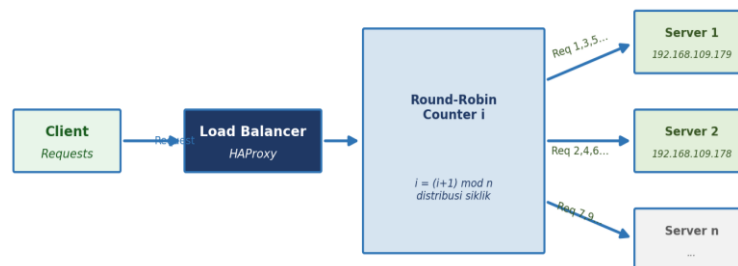 Client
Requests
Request
Load Balancer
HAProxy
Round-Robin
Counter i
i = (i+1) mod n
distribusi siklik
Req 1,3,5...
Req 2,4,6...
Req 7,9
Server 1
192.168.109.179
Server 2
192.168.109.178
Server n
...